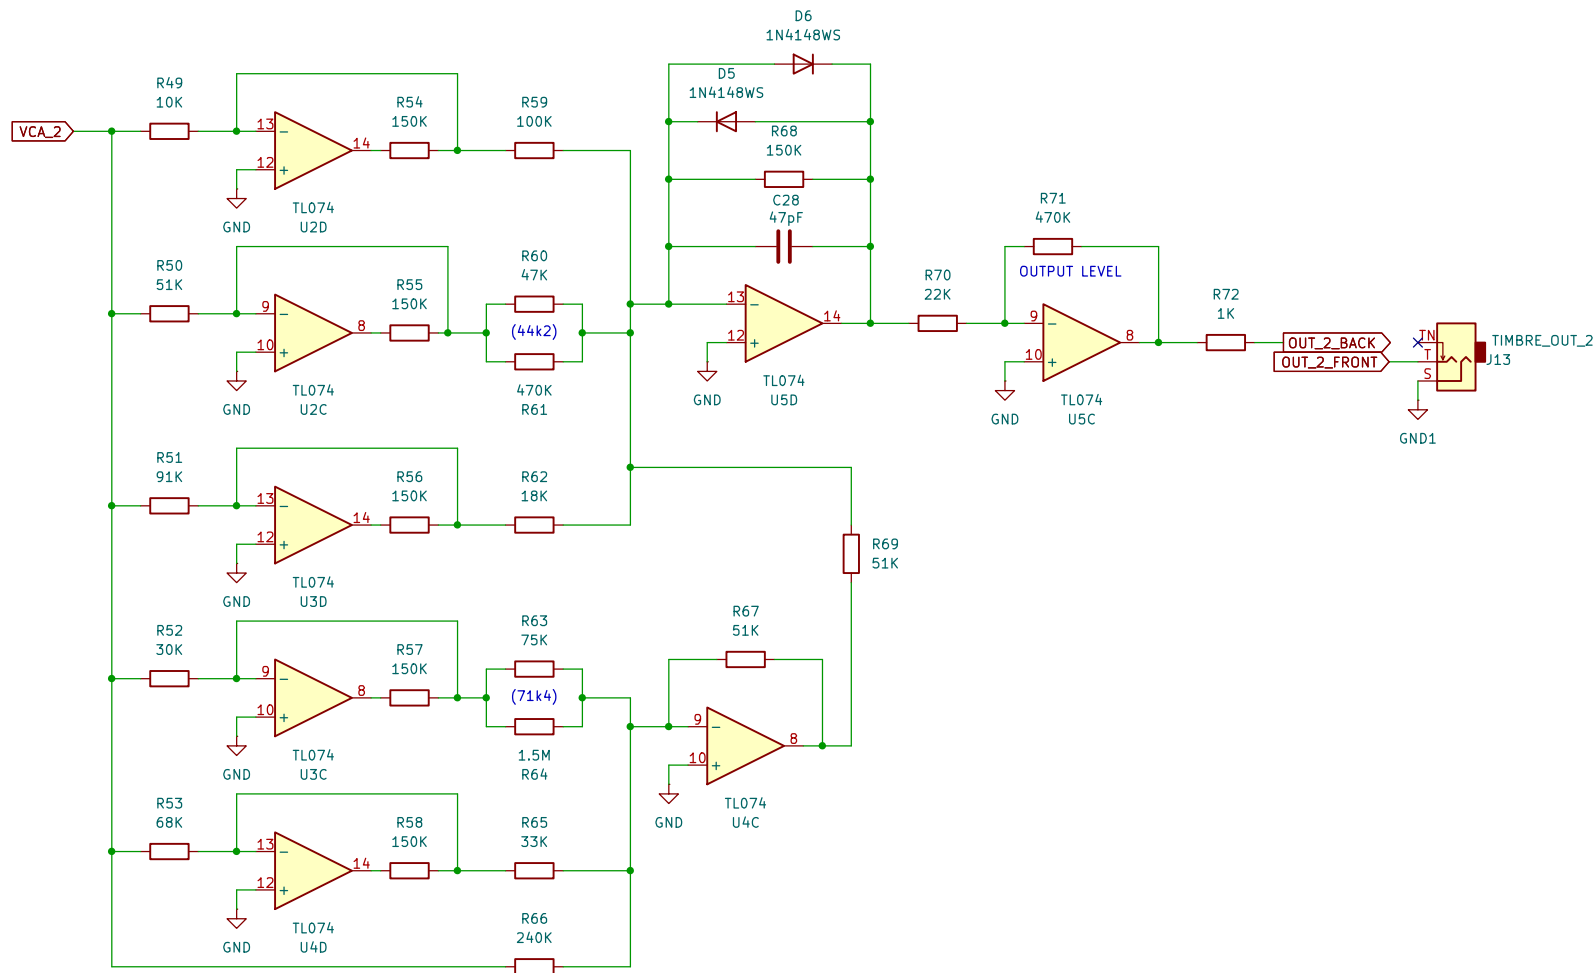 D6
1N4148WS
D5
1N4148WS
R49
10K
R54
150K
R59
100K
VCA_2
13
14
12
GND
TL074
U2D
R68
150K
C28
47pF
R71
470K
OUTPUT LEVEL
R50
51K
R55
150K
R60
47K
(44k2)
470K
R61
9
8
10
GND
TL074
U2C
13
14
12
GND
TL074
U5D
R70
22K
9
8
10
GND
TL074
U5C
R72
1K
OUT_2_BACK
OUT_2_FRONT
TN
T
S
TIMBRE_OUT_2
J13
GND1
R51
91K
R56
150K
R62
18K
13
14
12
GND
TL074
U3D
R69
51K
R52
30K
R57
150K
R63
75K
(71k4)
1.5M
R64
9
8
10
GND
TL074
U3C
R67
51K
9
8
10
GND
TL074
U4C
R53
68K
R58
150K
R65
33K
13
14
12
GND
TL074
U4D
R66
240K